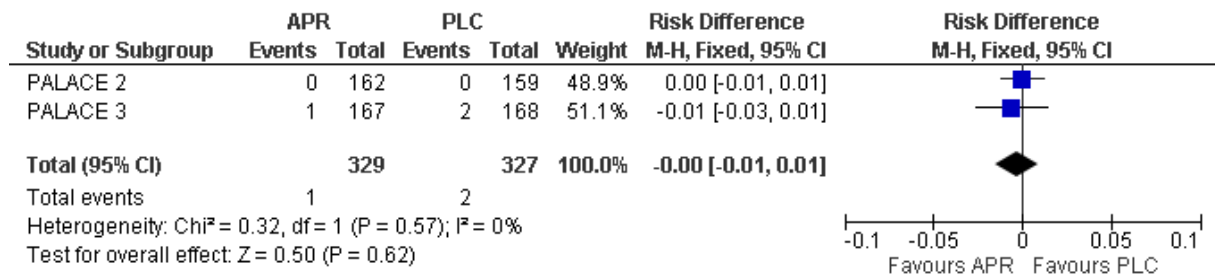 APR PLC Risk Difference Risk Difference
Study or Subgroup Events Total Events Total Weight M-H, Fixed, 95% CI M-H, Fixed, 95% CI
PALACE 2 0 162 0 159 48.9% 0.00 [-0.01, 0.01]
PALACE 3 1 167 2 168 51.1% -0.01 [-0.03, 0.01]
Total (95% CI) 329 327 100.0% -0.00 [-0.01, 0.01]
Total events 1 2
Heterogeneity: Chi² = 0.32, df = 1 (P = 0.57); I² = 0%
Test for overall effect: Z = 0.50 (P = 0.62)
-0.1 -0.05 0 0.05 0.1
Favours APR Favours PLC